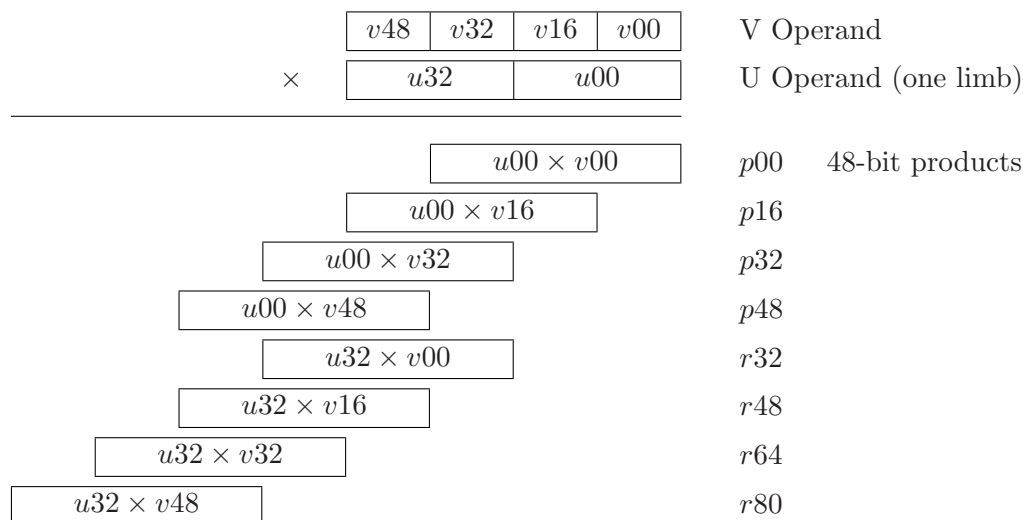 v48 v32 v16 v00 V Operand
× u32 u00 U Operand (one limb)
u00 × v00 p00 48-bit products
u00 × v16 p16
u00 × v32 p32
u00 × v48 p48
u32 × v00 r32
u32 × v16 r48
u32 × v32 r64
u32 × v48 r80